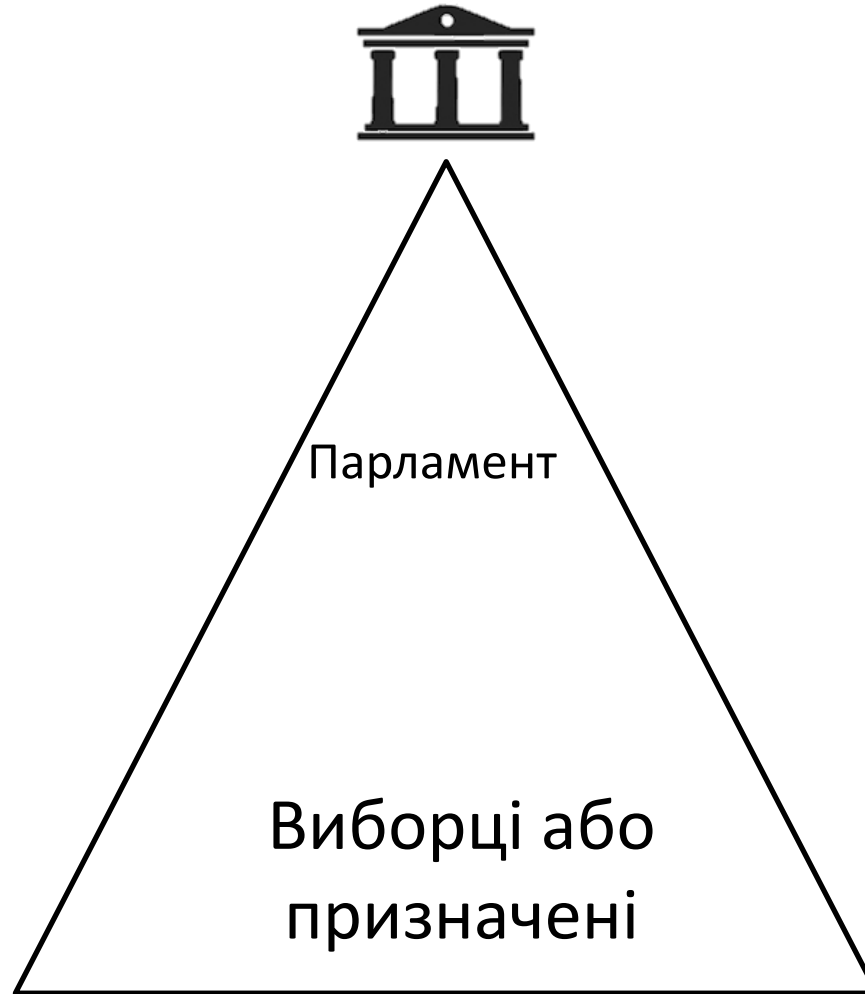 Парламент
Виборці або
призначені